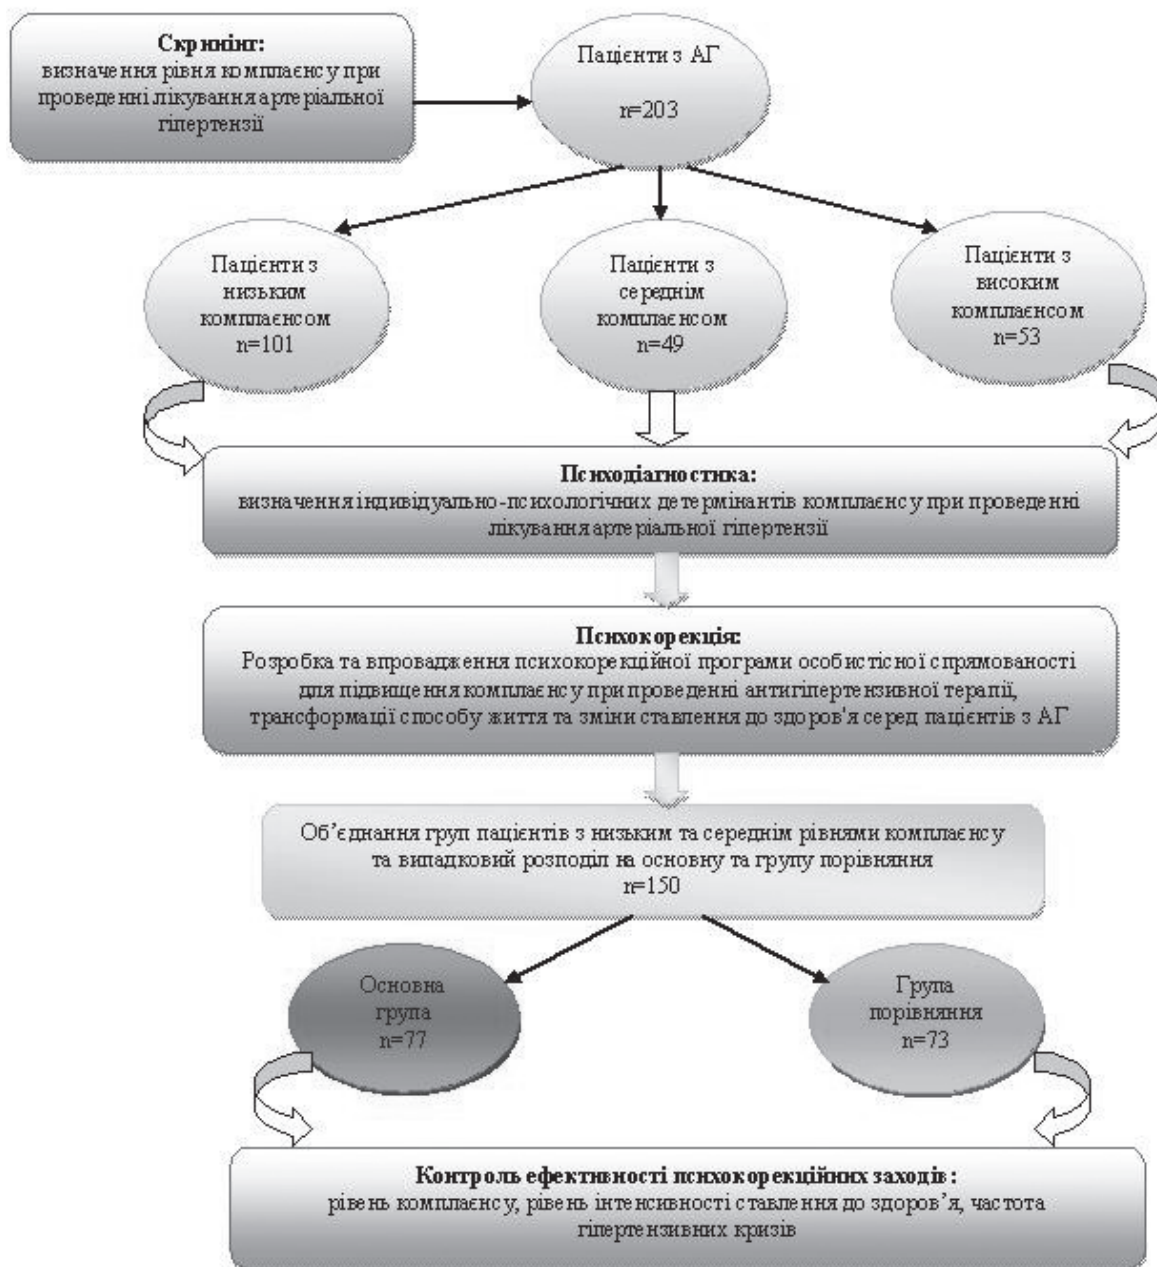 Скринінг:
визначення рівня комплаєнсу при
проведенні лікування артеріальної
гіпертензії
Пацієнти з АГ
n=203
Пацієнти з
низьким
комплаєнсом
n=101
Пацієнти з
середнім
комплаєнсом
n=49
Пацієнти з
високим
комплаєнсом
n=53
Психодіагностика:
визначення індивідуально-психологічних детермінантів комплаєнсу при проведенні
лікування артеріальної гіпертензії
Психокорекція:
Розробка та впровадження психокорекційної програми особистісної спрямованості
для підвищення комплаєнсу при проведенні антигіпертензивної терапії,
трансформації способу життя та зміни ставлення до здоров'я серед пацієнтів з АГ
Об’єднання груп пацієнтів з низьким та середнім рівнями комплаєнсу
та випадковий розподіл на основну та групу порівняння
n=150
Основна
група
n=77
Група
порівняння
n=73
Контроль ефективності психокорекційних заходів:
рівень комплаєнсу, рівень інтенсивності ставлення до здоров’я, частота
гіпертензивних кризів